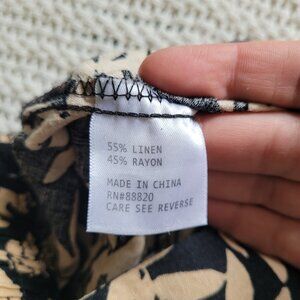 55% LINEN
45% RAYON
MADE IN CHINA
RN#88820
CARE SEE REVERSE